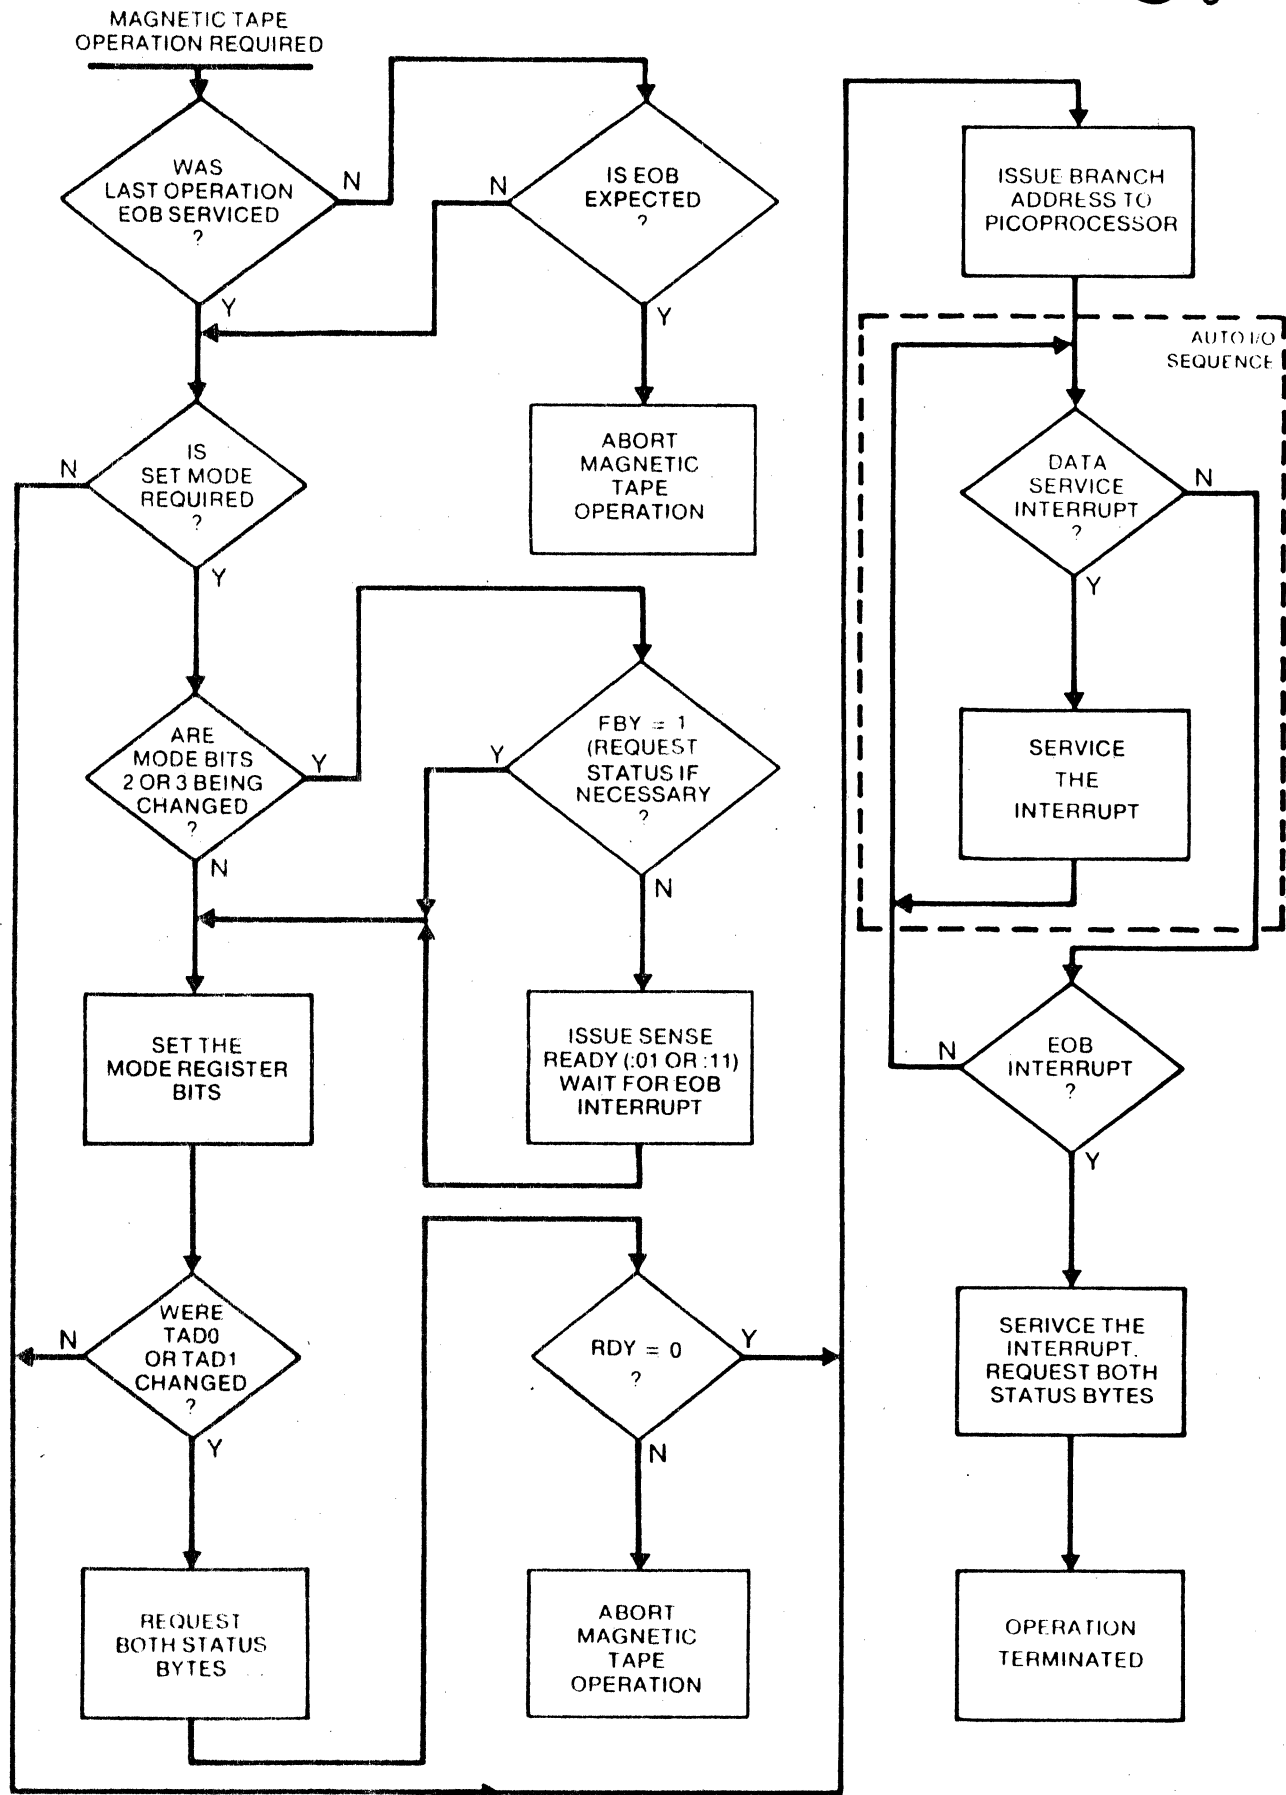 MAGNETIC TAPE
OPERATION REQUIRED
WAS
LAST OPERATION
EOB SERVICED
?
N
Y
IS EOB
EXPECTED
?
N
Y
ABORT
MAGNETIC
TAPE
OPERATION
IS
SET MODE
REQUIRED
?
N
Y
ARE
MODE BITS
2 OR 3 BEING
CHANGED
?
Y
N
FBY = 1
(REQUEST
STATUS IF
NECESSARY
?
Y
N
SET THE
MODE REGISTER
BITS
ISSUE SENSE
READY (:01 OR :11)
WAIT FOR EOB
INTERRUPT
WERE
TAD0
OR TAD1
CHANGED
?
N
Y
RDY = 0
?
Y
N
REQUEST
BOTH STATUS
BYTES
ABORT
MAGNETIC
TAPE
OPERATION
ISSUE BRANCH
ADDRESS TO
PICOPROCESSOR
AUTO I/O
SEQUENCE
DATA
SERVICE
INTERRUPT
?
N
Y
SERVICE
THE
INTERRUPT
EOB
INTERRUPT
?
N
Y
SERIVCE THE
INTERRUPT.
REQUEST BOTH
STATUS BYTES
OPERATION
TERMINATED